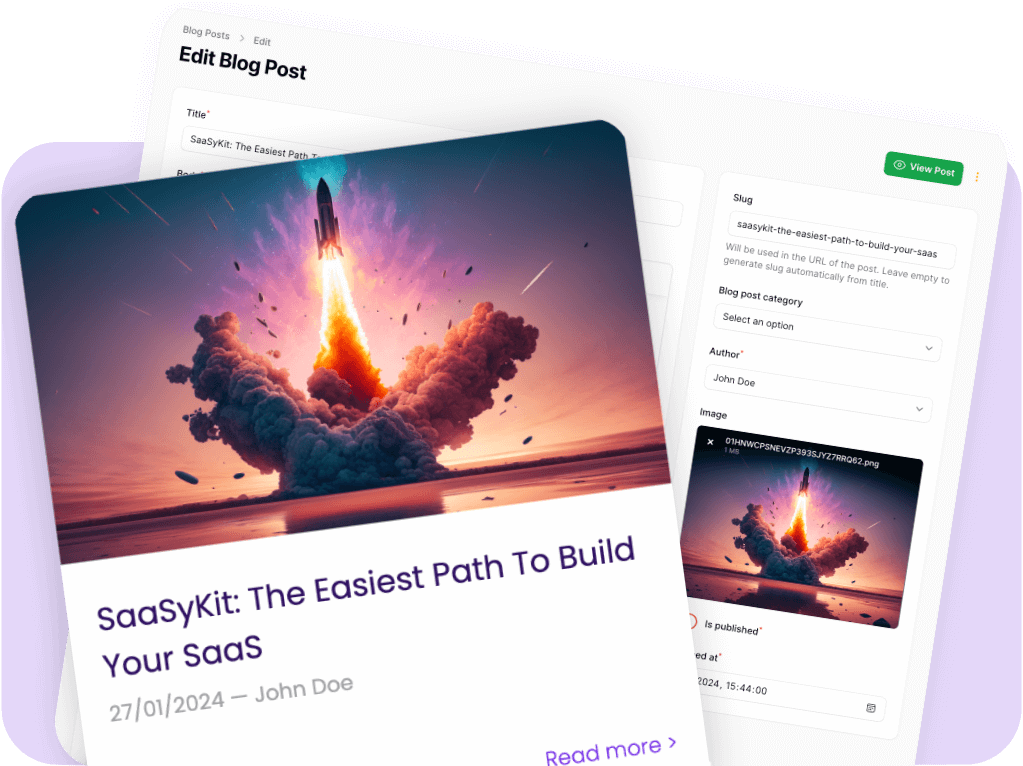 Blog Posts > Edit
Edit Blog Post
Title*
SaaSyKit: The Easiest Path
View Post
Slug
saasykit-the-easiest-path-to-build-your-saas
Will be used in the URL of the post. Leave empty to
generate slug automatically from title.
Blog post category
Select an option
Author*
John Doe
Image
01HNWCPSNEVZP393SJYZ7RRQ62.png
1 MB
Is published*
at*
2024, 15:44:00
SaaSyKit: The Easiest Path To Build
Your SaaS
27/01/2024 — John Doe
Read more >